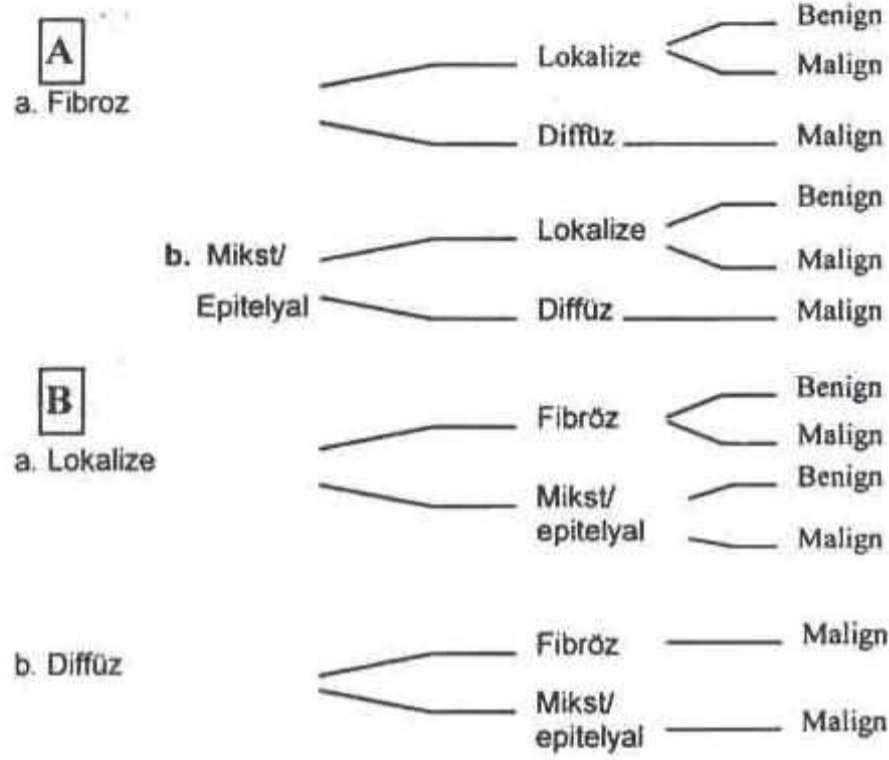 A
a. Fibroz
Lokalize
Benign
Malign
Diffüz
Malign
b. Mikst/
Epitelyal
Lokalize
Benign
Malign
Diffüz
Malign
B
a. Lokalize
Fibröz
Benign
Malign
Mikst/
epitelyal
Benign
Malign
b. Diffüz
Fibröz
Malign
Mikst/
epitelyal
Malign